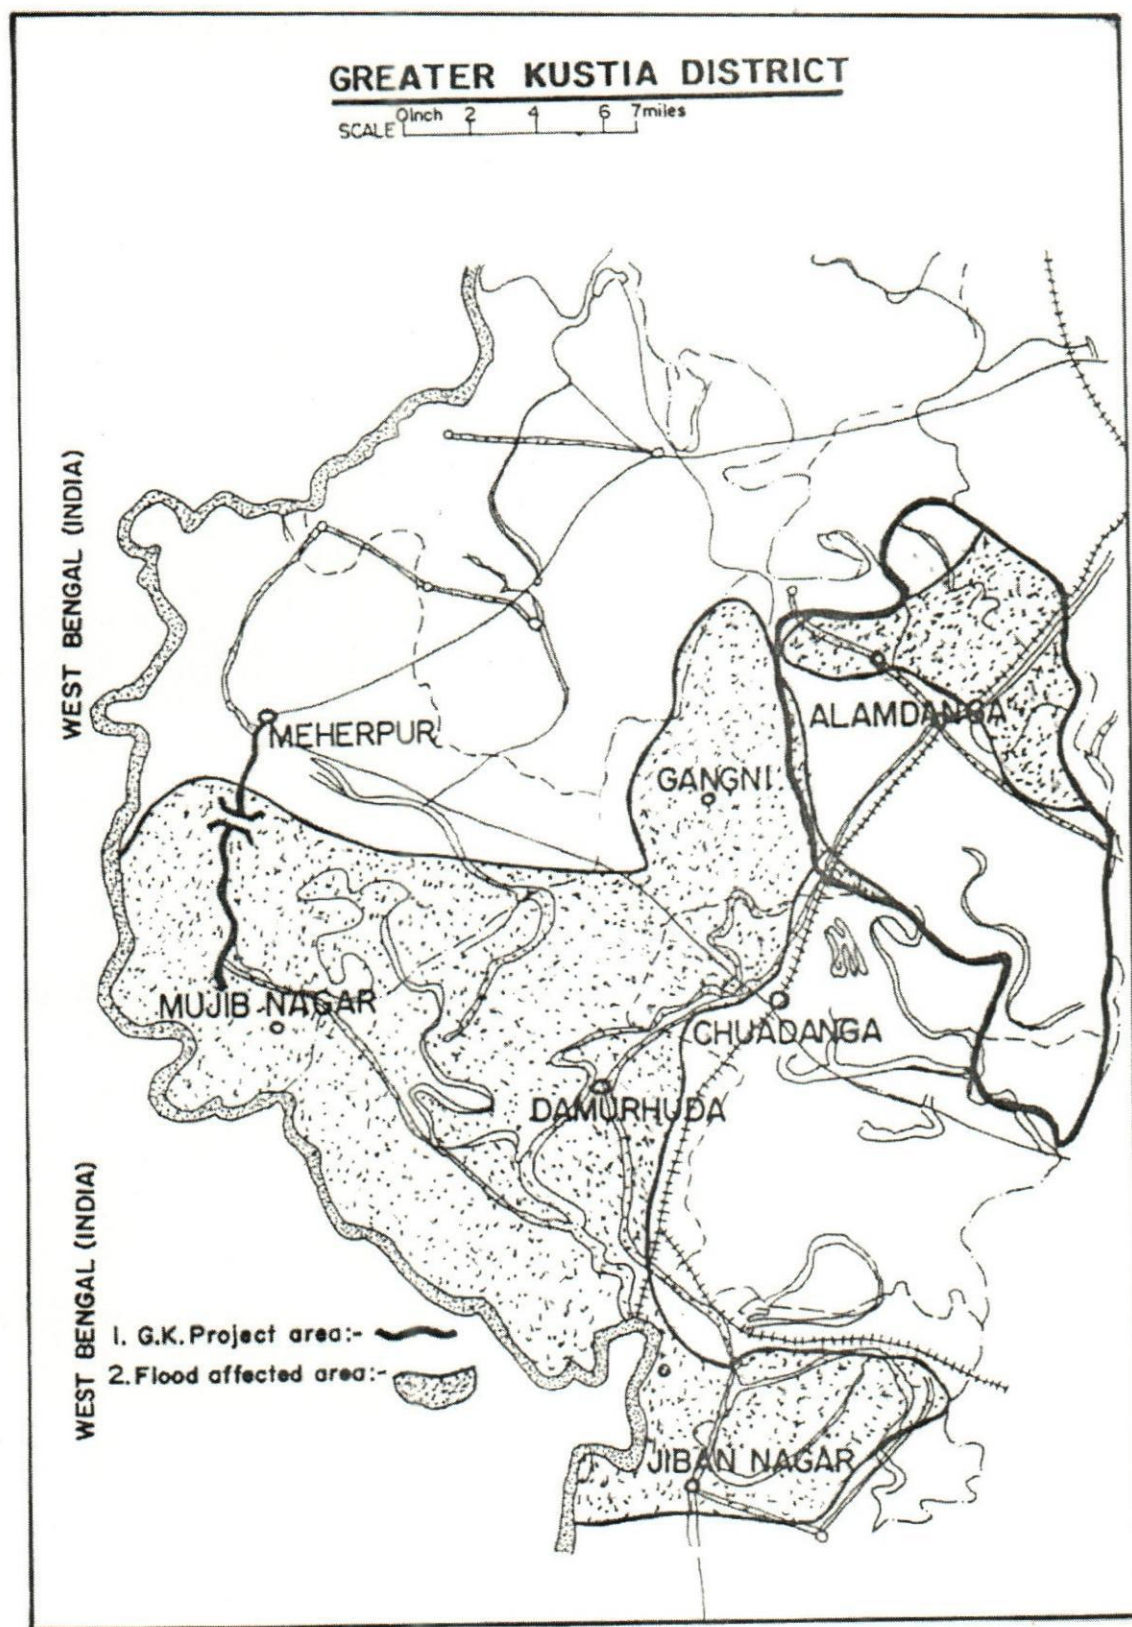 GREATER KUSTIA DISTRICT
SCALE 0Inch 2 4 6 7miles
WEST BENGAL (INDIA)
MEHERPUR
ALAMDANGA
GANGNI
MUJIB NAGAR
CHUADANGA
DAMURHUDA
WEST BENGAL (INDIA)
1. G.K. Project area:-
2. Flood affected area:-
JIBAN NAGAR